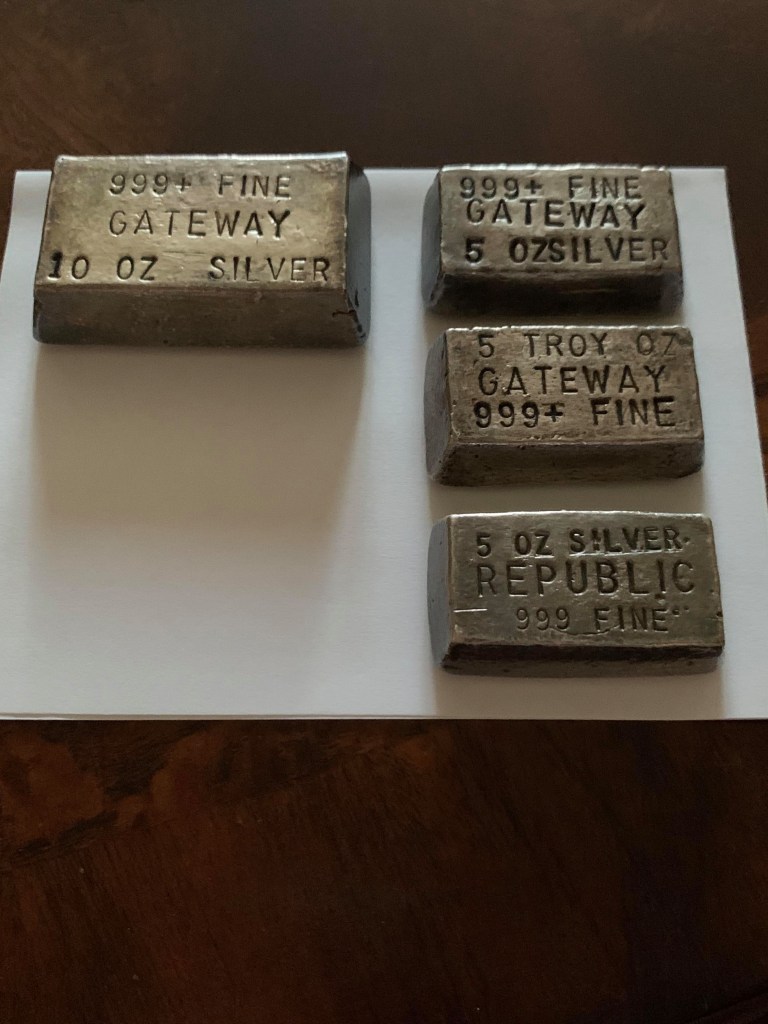 999+ FINE
GATEWAY
10 OZ SILVER
999+ FINE
GATEWAY
5 OZSILVER
5 TROY OZ
GATEWAY
999+ FINE
5 OZ SILVER
REPUBLIC
999 FINE